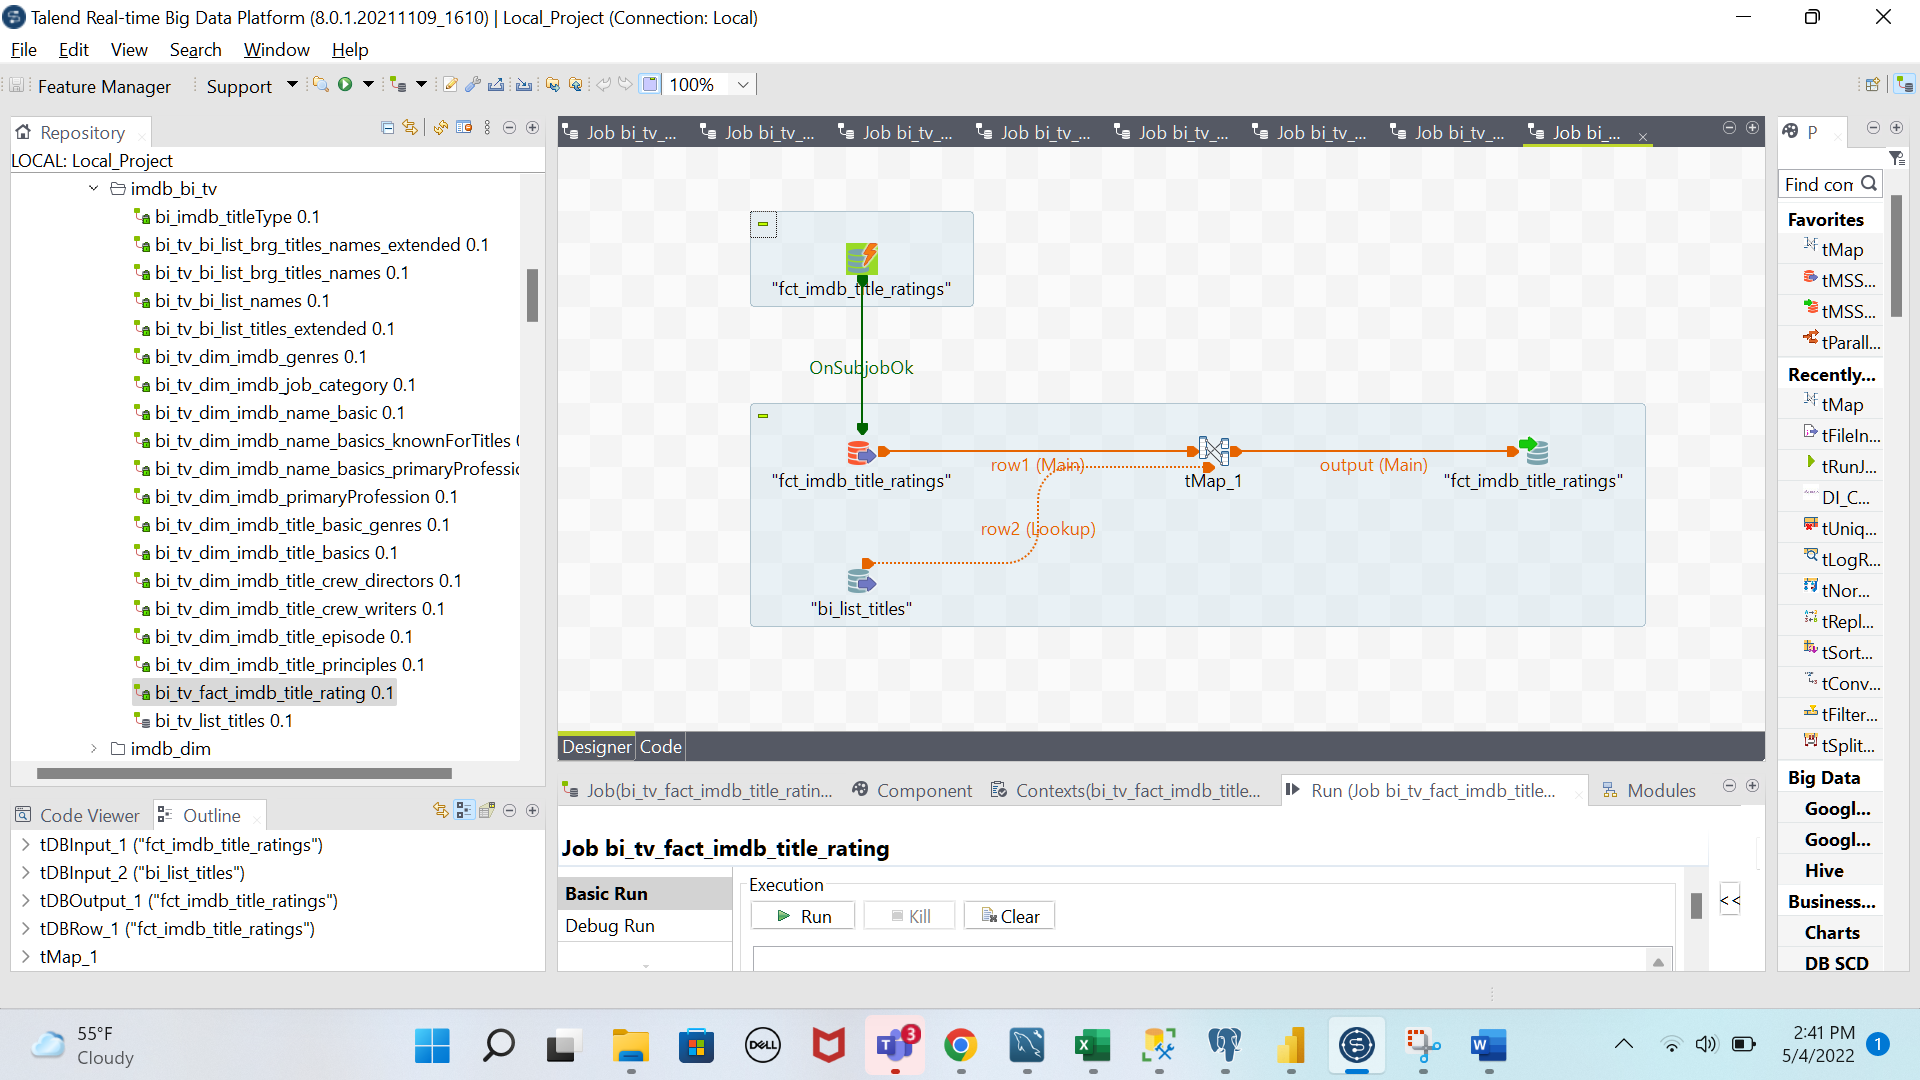 Talend Real-time Big Data Platform (8.0.1.20211109_1610) | Local_Project (Connection: Local)
File Edit View Search Window Help
Feature Manager Support 100%
Repository
LOCAL: Local_Project
imdb_bi_tv
bi_imdb_titleType 0.1
bi_tv_bi_list_brg_titles_names_extended 0.1
bi_tv_bi_list_brg_titles_names 0.1
bi_tv_bi_list_names 0.1
bi_tv_bi_list_titles_extended 0.1
bi_tv_dim_imdb_genres 0.1
bi_tv_dim_imdb_job_category 0.1
bi_tv_dim_imdb_name_basic 0.1
bi_tv_dim_imdb_name_basics_knownForTitles
bi_tv_dim_imdb_name_basics_primaryProfessio
bi_tv_dim_imdb_primaryProfession 0.1
bi_tv_dim_imdb_title_basic_genres 0.1
bi_tv_dim_imdb_title_basics 0.1
bi_tv_dim_imdb_title_crew_directors 0.1
bi_tv_dim_imdb_title_crew_writers 0.1
bi_tv_dim_imdb_title_episode 0.1
bi_tv_dim_imdb_title_principles 0.1
bi_tv_fact_imdb_title_rating 0.1
bi_tv_list_titles 0.1
imdb_dim
Code Viewer Outline
tDBInput_1 ("fct_imdb_title_ratings")
tDBInput_2 ("bi_list_titles")
tDBOutput_1 ("fct_imdb_title_ratings")
tDBRow_1 ("fct_imdb_title_ratings")
tMap_1
Job bi_tv_... Job bi_tv_... Job bi_tv_... Job bi_tv_... Job bi_tv_... Job bi_tv_... Job bi_tv_... Job bi_...
"fct_imdb_title_ratings"
OnSubjobOk
row1 (Main) output (Main)
"fct_imdb_title_ratings" tMap_1 "fct_imdb_title_ratings"
row2 (Lookup)
"bi_list_titles"
Designer Code
Job(bi_tv_fact_imdb_title_ratin... Component Contexts(bi_tv_fact_imdb_title... Run (Job bi_tv_fact_imdb_title... Modules
Job bi_tv_fact_imdb_title_rating
Basic Run
Debug Run
Execution
Run Kill Clear
<<
P
Find com
Favorites
tMap
tMSS...
tMSS...
tParall...
Recently...
tMap
tFileIn...
tRunJ...
DI_C...
tUniq...
tLogR...
tNor...
tRepl...
tSort...
tConv...
tFilter...
tSplit...
Big Data
Googl...
Googl...
Hive
Business...
Charts
DB SCD
55°F
Cloudy
DELL
3
2:41 PM
5/4/2022
1